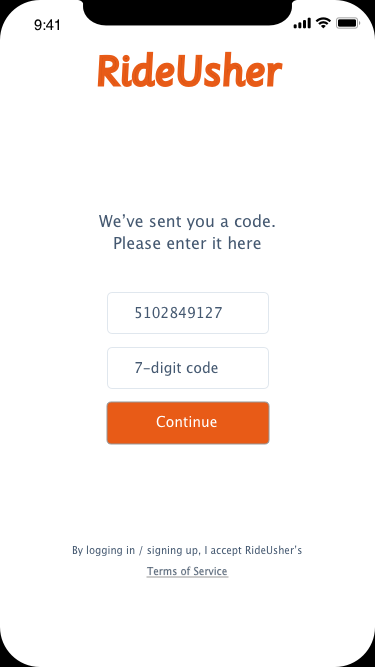 9:41
RideUsher
We've sent you a code.
Please enter it here
5102849127
7-digit code
Continue
By logging in / signing up, I accept RideUsher's
Terms of Service